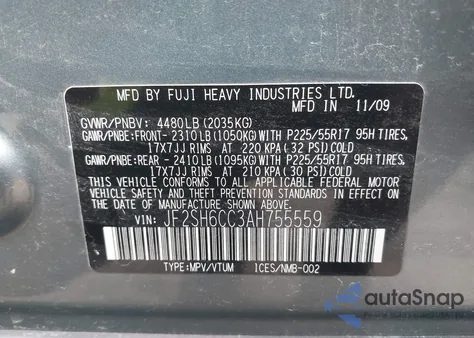 MFD BY FUJI HEAVY INDUSTRIES LTD.
MFD. IN 11/09
GVWR/PNBV: 4480LB (2035KG)
GAWR/PNBE:FRONT- 2310LB(1050KG)WITH P225/55R17 95H TIRES,
17X7JJ RIMS AT 220 KPA( 32 PSI)COLD
GAWR/PNBE:REAR - 2410LB(1095KG)WITH P225/55R17 95H TIRES,
17X7JJ RIMS AT 210 KPA( 30 PSI)COLD
THIS VEHICLE CONFORMS TO ALL APPLICABLE FEDERAL MOTOR
VEHICLE SAFETY AND THEFT PREVENTION STANDARDS
IN EFFECT ON THE DATE OF MANUFACTURE SHOWN ABOVE.
VIN: JF2SH6CC3AH755559
TYPE:MPV/VTUM ICES/NMB-002
autoSnap
POWERED BY